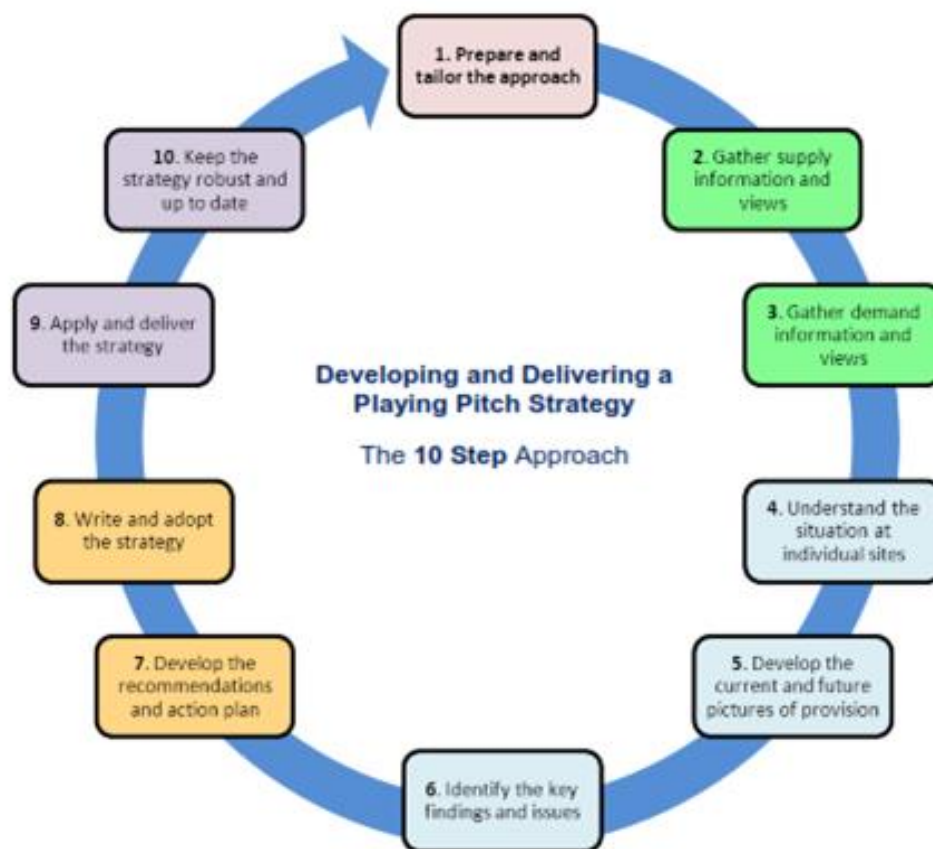 1. Prepare and
tailor the approach
2. Gather supply
information and
views
3. Gather demand
information and
views
4. Understand the
situation at
individual sites
5. Develop the
current and future
pictures of provision
6. Identify the key
findings and issues
7. Develop the
recommendations
and action plan
8. Write and adopt
the strategy
9. Apply and deliver
the strategy
10. Keep the
strategy robust and
up to date
Developing and Delivering a
Playing Pitch Strategy
The 10 Step Approach